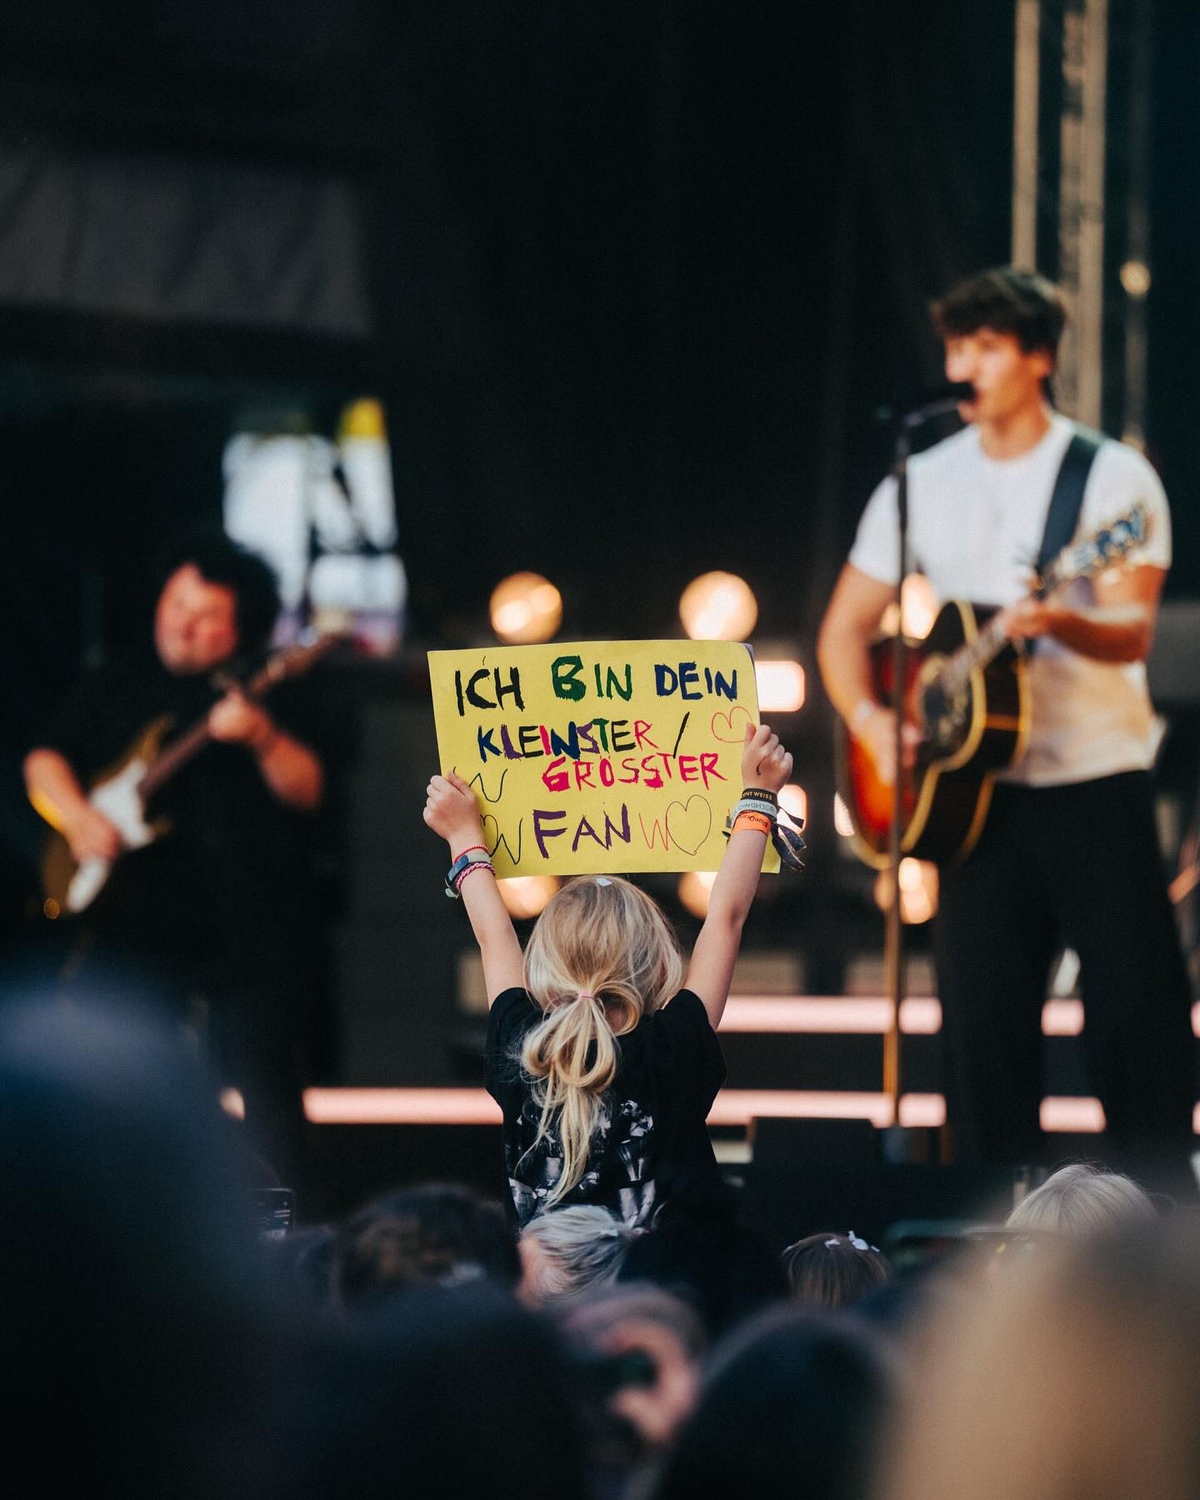 ICH BIN DEIN
KLEINSTER /
GROSSTER
FAN